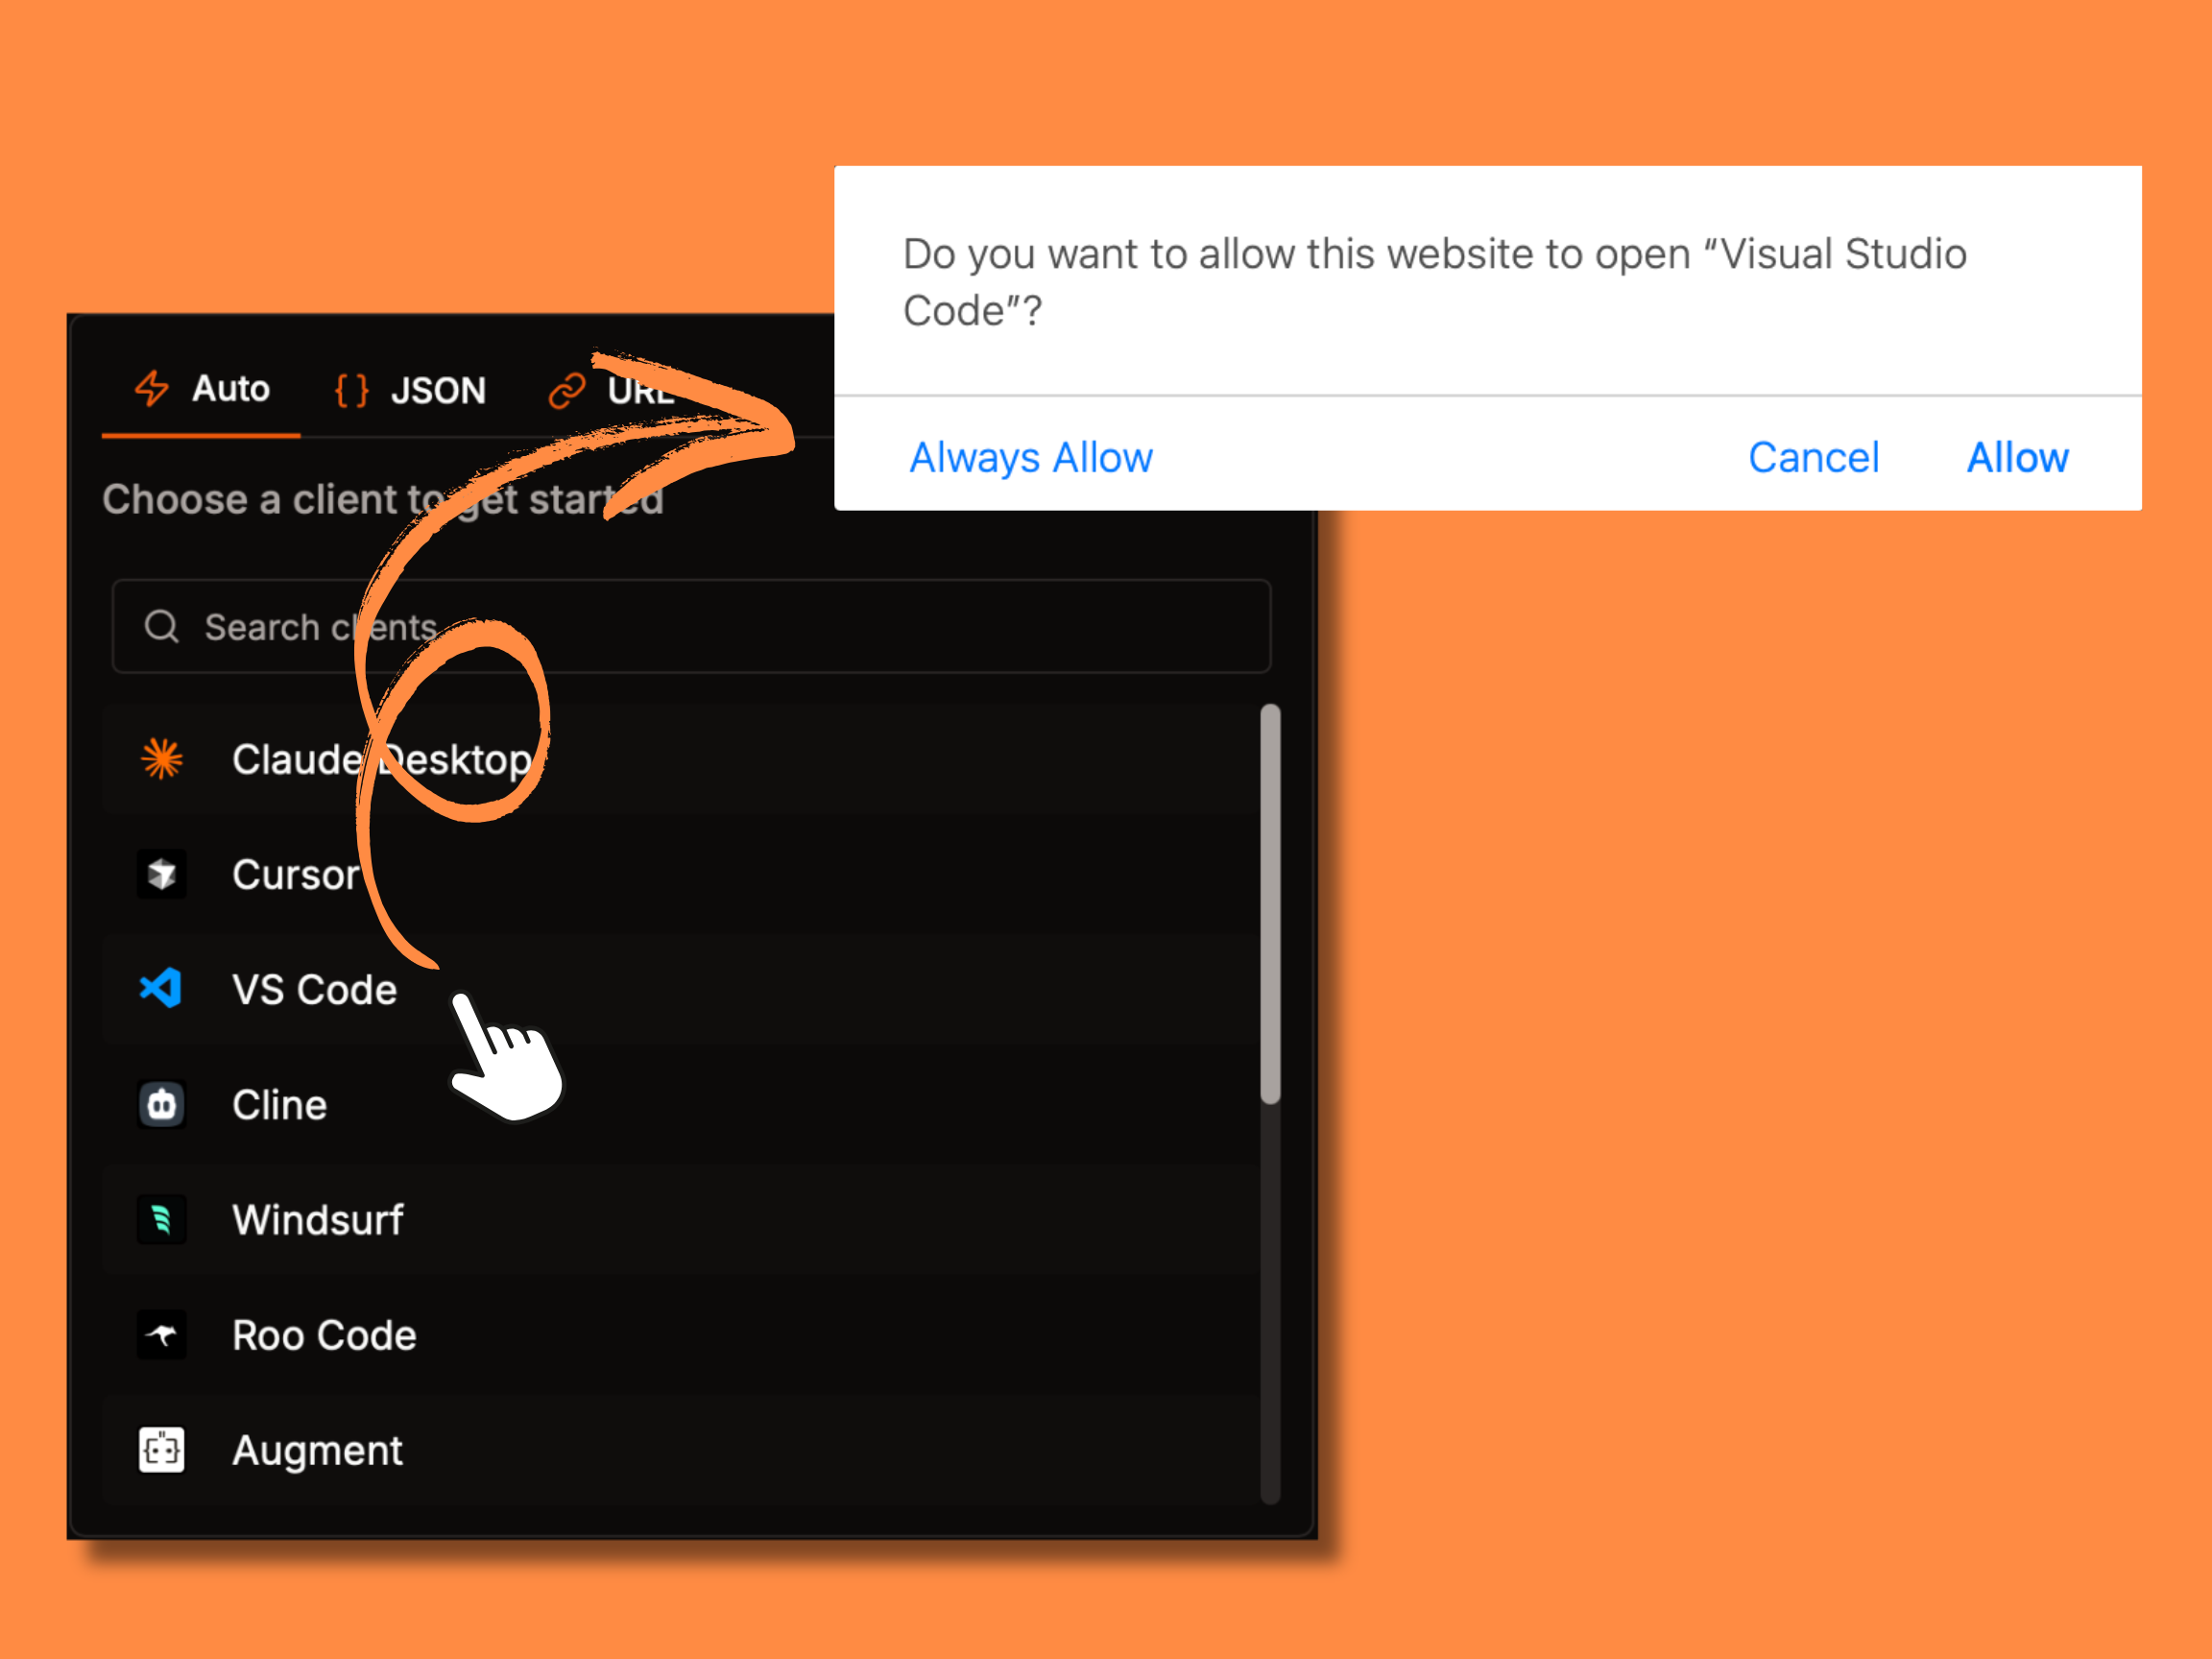 Do you want to allow this website to open “Visual Studio
Code”?
Always Allow
Cancel
Allow
Auto
{ } JSON
URL
Choose a client to get started
Search clients
Claude Desktop
Cursor
VS Code
Cline
Windsurf
Roo Code
Augment